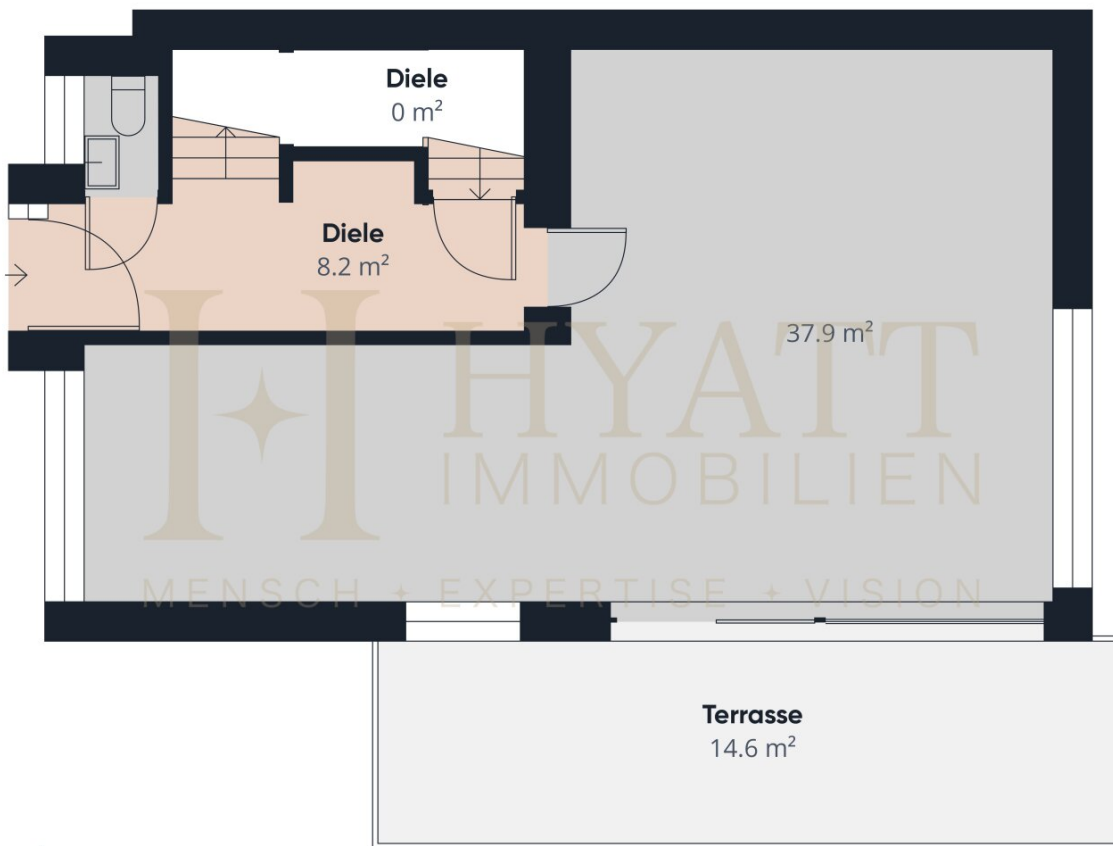 Diele
0 m²
Diele
8.2 m²
37.9 m²
HYATT
IMMOBILIEN
MENSCH + EXPERTISE + VISION
Terrasse
14.6 m²